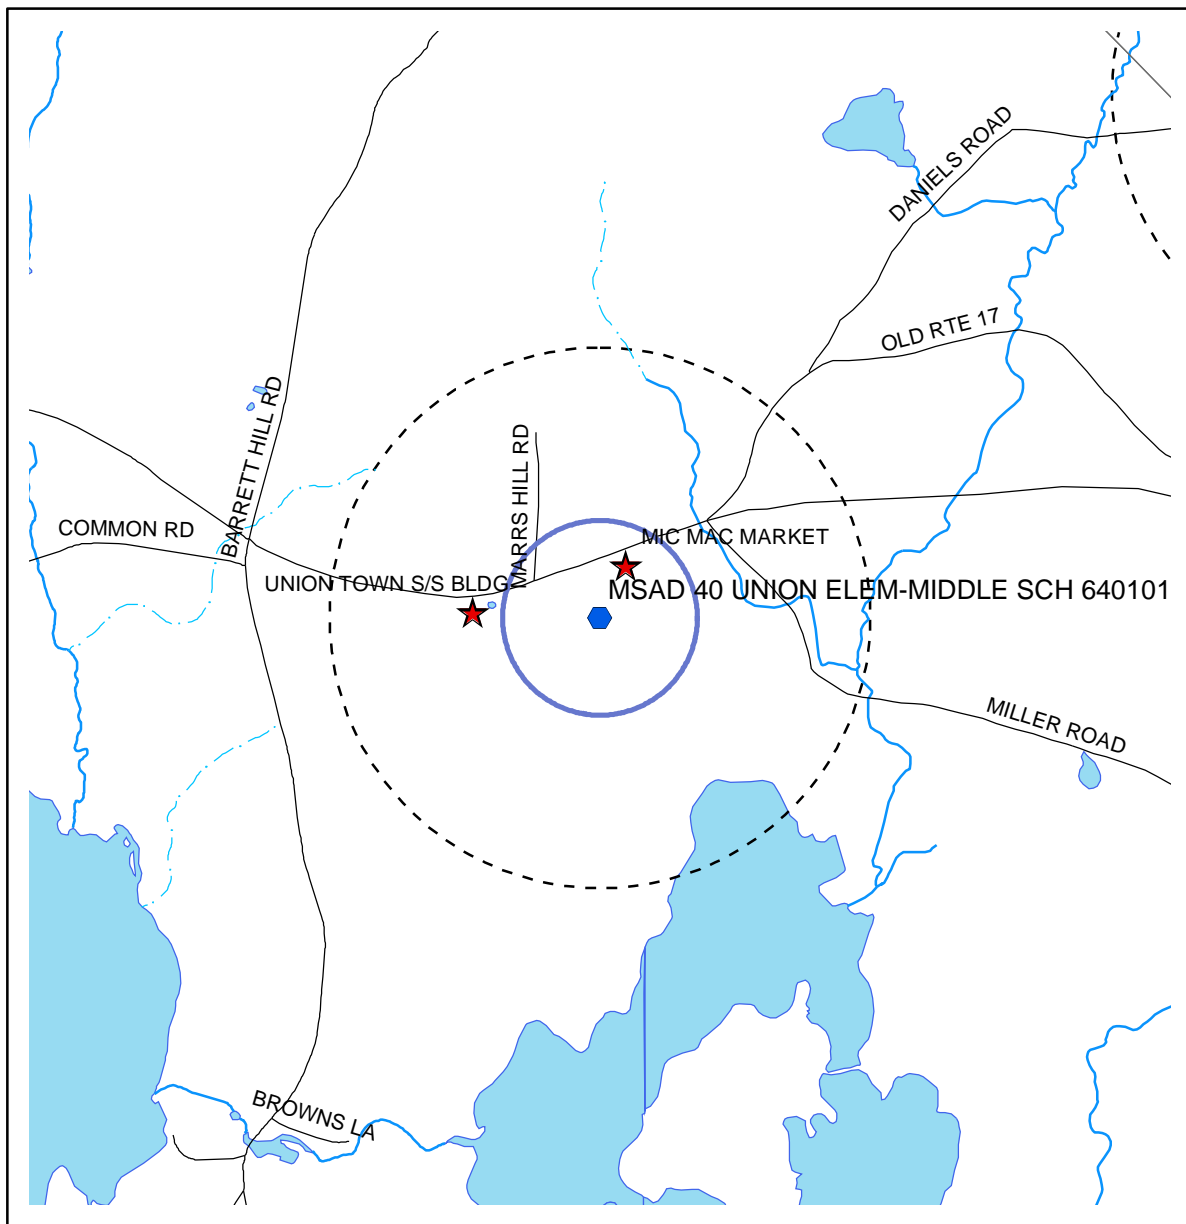 DANIELS ROAD
OLD RTE 17
BARRETT HILL RD
MARRS HILL RD
COMMON RD
MIC MAC MARKET
UNION TOWN S/S BLDG
MSAD 40 UNION ELEM-MIDDLE SCH 640101
MILLER ROAD
BROWNS LA